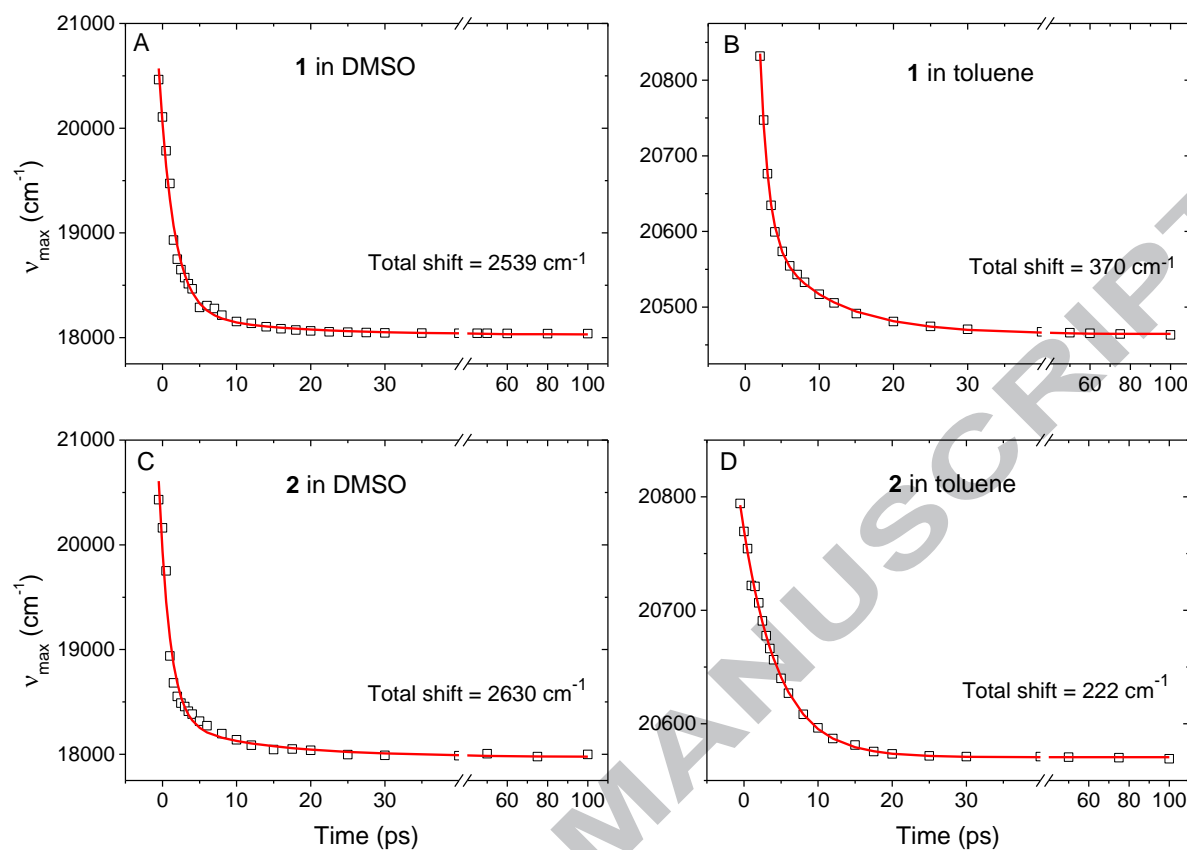 A
1 in DMSO
Total shift = 2539 cm⁻¹
21000
20000
19000
18000
ν_max (cm⁻¹)
0 10 20 30 60 80 100
B
1 in toluene
Total shift = 370 cm⁻¹
20800
20700
20600
20500
0 10 20 30 60 80 100
C
2 in DMSO
Total shift = 2630 cm⁻¹
21000
20000
19000
18000
ν_max (cm⁻¹)
0 10 20 30 60 80 100
Time (ps)
D
2 in toluene
Total shift = 222 cm⁻¹
20800
20700
20600
0 10 20 30 60 80 100
Time (ps)
MANUSCRIPT